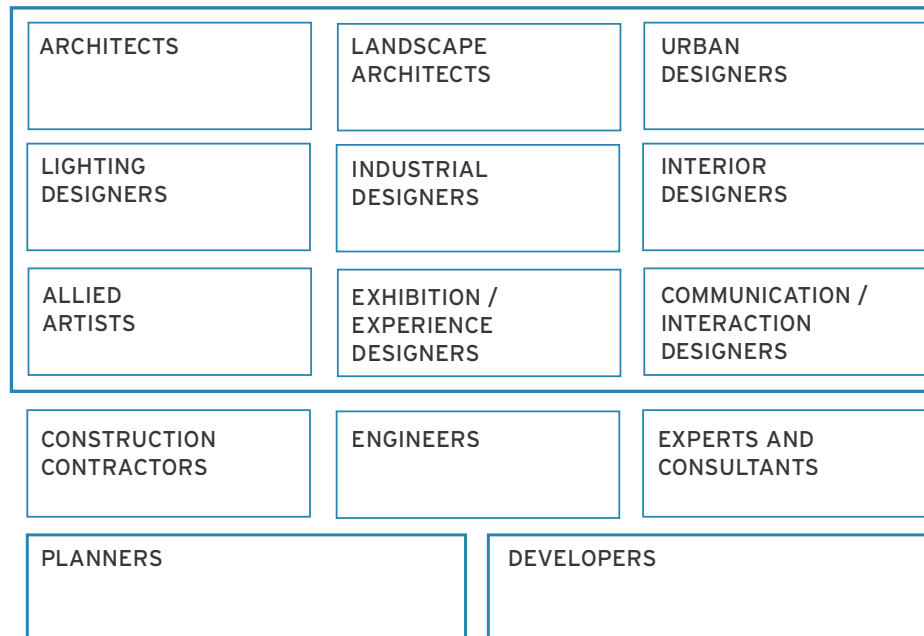 ARCHITECTS
LANDSCAPE
ARCHITECTS
URBAN
DESIGNERS
LIGHTING
DESIGNERS
INDUSTRIAL
DESIGNERS
INTERIOR
DESIGNERS
ALLIED
ARTISTS
EXHIBITION /
EXPERIENCE
DESIGNERS
COMMUNICATION /
INTERACTION
DESIGNERS
CONSTRUCTION
CONTRACTORS
ENGINEERS
EXPERTS AND
CONSULTANTS
PLANNERS
DEVELOPERS